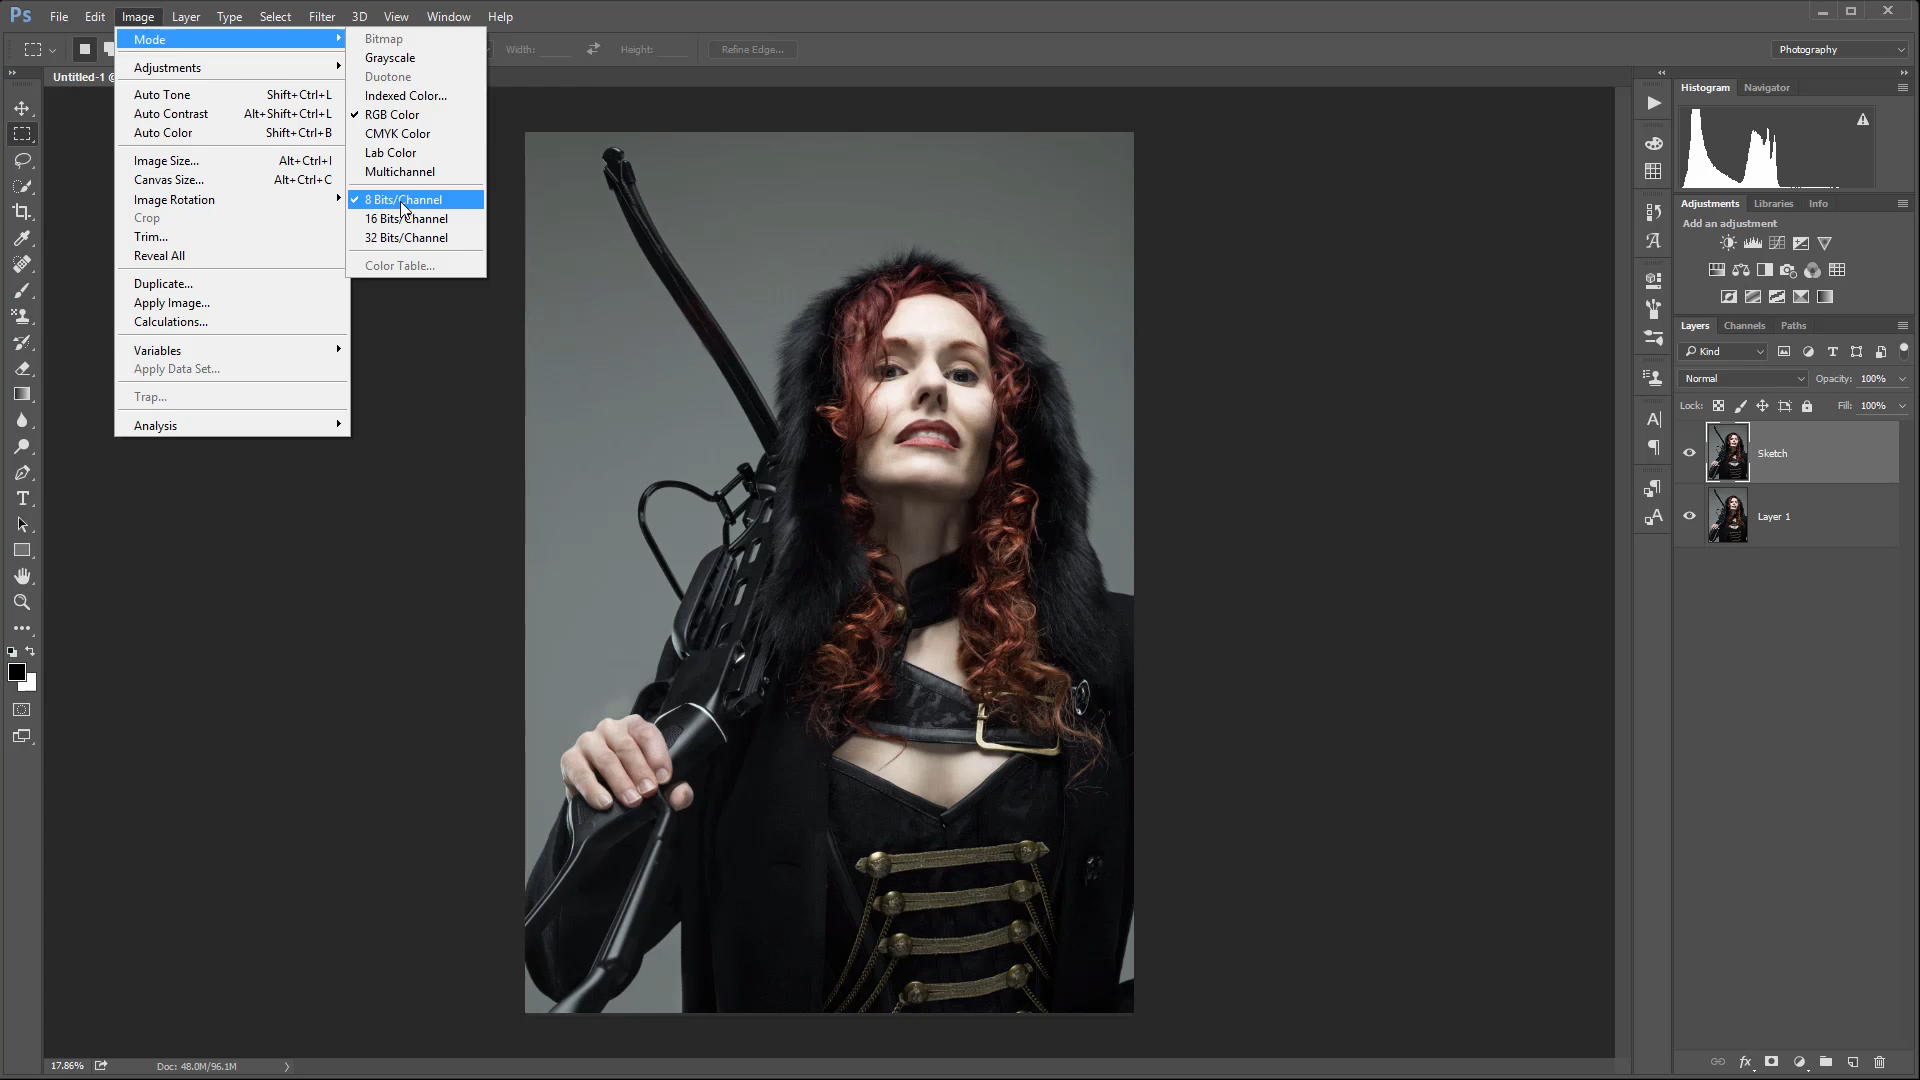 Ps File Edit Image Layer Type Select Filter 3D View Window Help
Width: Height: Refine Edge... Photography
Untitled-1 @
Mode
Adjustments
Auto Tone Shift+Ctrl+L
Auto Contrast Alt+Shift+Ctrl+L
Auto Color Shift+Ctrl+B
Image Size... Alt+Ctrl+I
Canvas Size... Alt+Ctrl+C
Image Rotation
Crop
Trim...
Reveal All
Duplicate...
Apply Image...
Calculations...
Variables
Apply Data Set...
Trap...
Analysis
Bitmap
Grayscale
Duotone
Indexed Color...
RGB Color
CMYK Color
Lab Color
Multichannel
8 Bits/Channel
16 Bits/Channel
32 Bits/Channel
Color Table...
Histogram Navigator
Adjustments Libraries Info
Add an adjustment
Layers Channels Paths
Kind
Normal Opacity: 100%
Lock: Fill: 100%
Sketch
Layer 1
17.86% Doc: 48.0M/96.1M